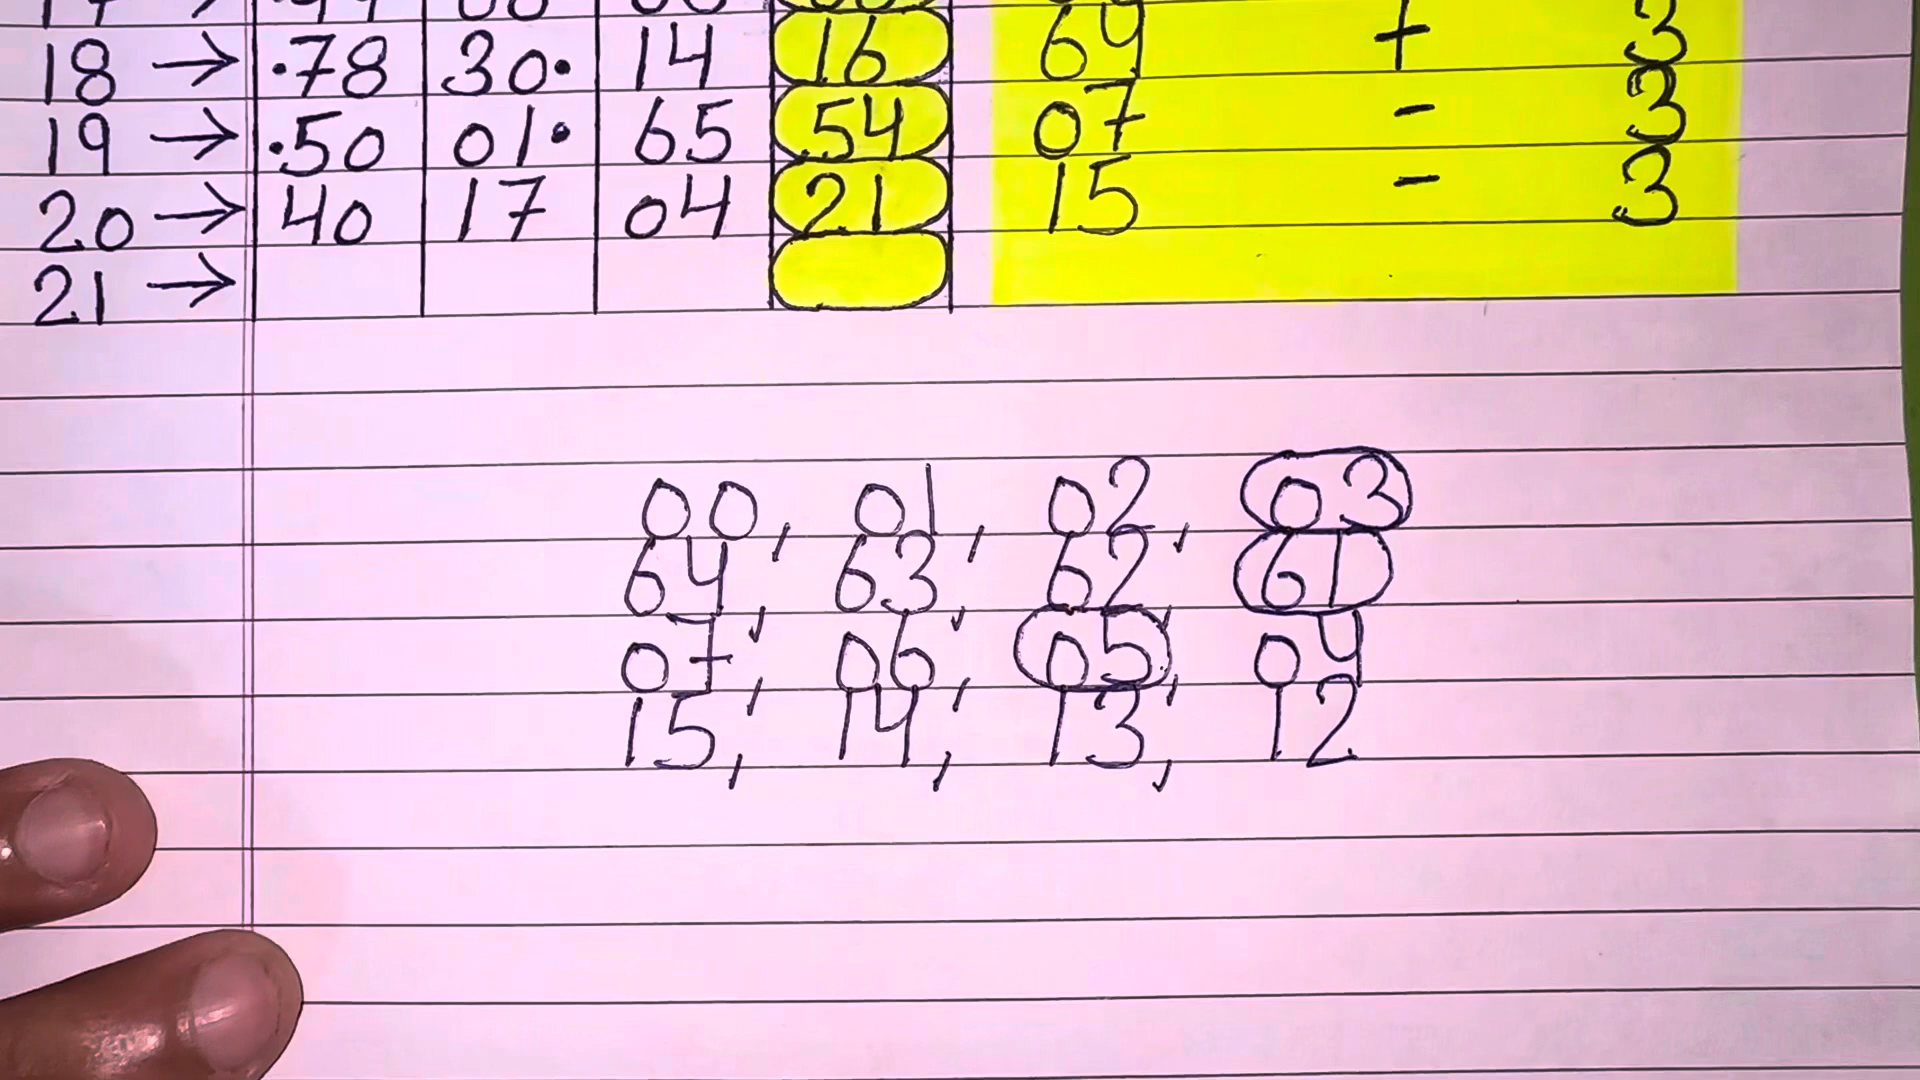 18 → .78 30. 14 16 64 + 3
19 → .50 01. 65 54 07 - 3
20 → 40 17 04 21 15 - 3
21 →
00, 01, 02, 03
64, 63, 62, 61
07, 06, 05, 04
15, 14, 13, 12